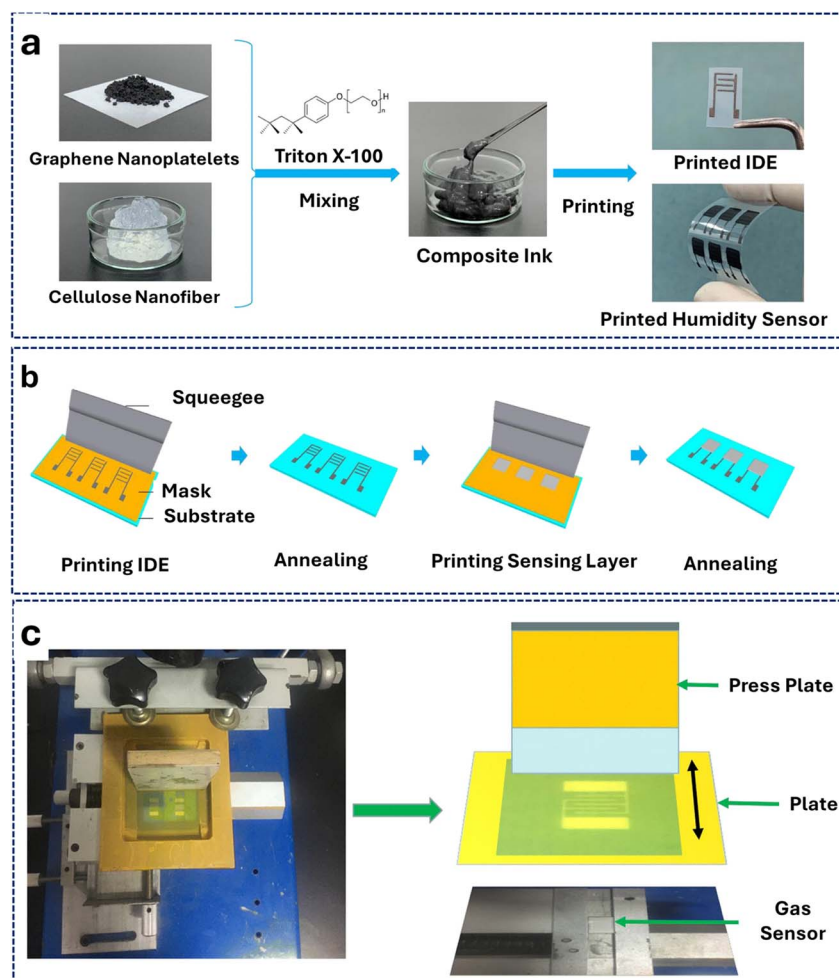 a
Graphene Nanoplatelets
Cellulose Nanofiber
O
O
H
n
Triton X-100
Mixing
Composite Ink
Printing
Printed IDE
Printed Humidity Sensor
b
Squeegee
Mask
Substrate
Printing IDE
Annealing
Printing Sensing Layer
Annealing
c
Press Plate
Plate
Gas
Sensor